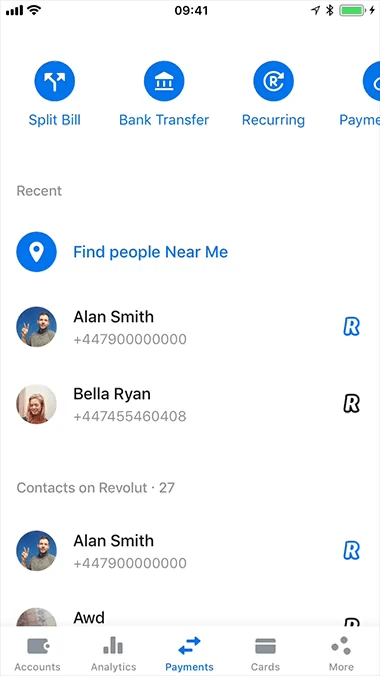 09:41
Split Bill
Bank Transfer
Recurring
Payme
Recent
Find people Near Me
Alan Smith
+447900000000
R
Bella Ryan
+447455460408
R
Contacts on Revolut · 27
Alan Smith
+447900000000
R
Awd
R
Accounts
Analytics
Payments
Cards
More